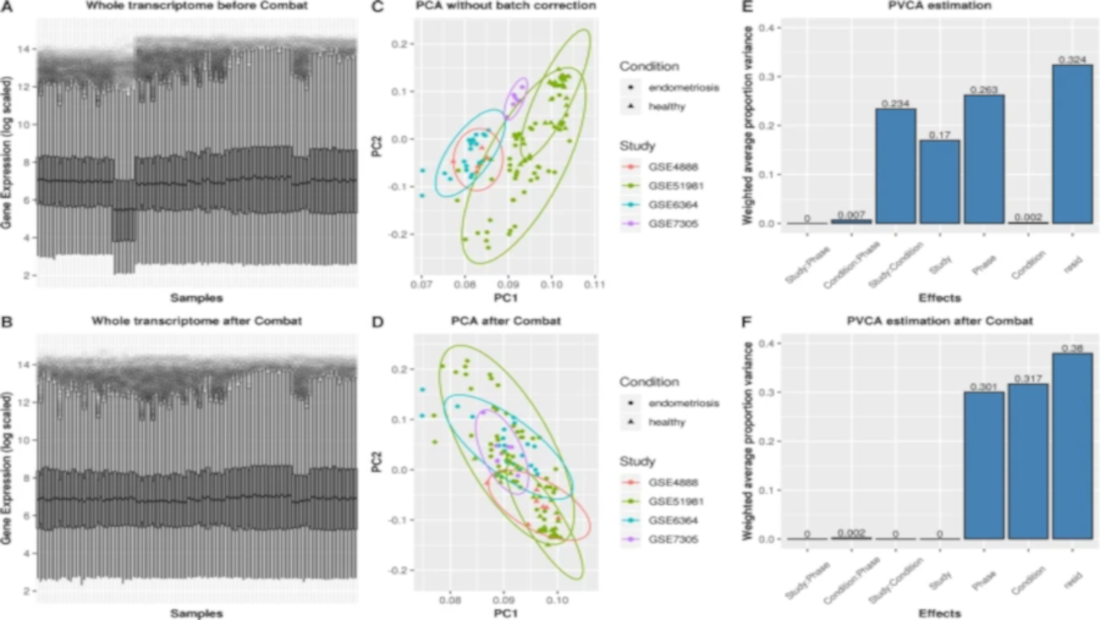 A
Whole transcriptome before Combat
Gene Expression (log scaled)
14
12
10
8
6
4
2
Samples
C
PCA without batch correction
PC2
0.2
0.1
0.0
-0.1
-0.2
0.07
0.08
0.09
0.10
0.11
PC1
Condition
endometriosis
healthy
Study
GSE4888
GSE51981
GSE6364
GSE7305
E
PVCA estimation
Weighted average proportion variance
0.4
0.3
0.2
0.1
0.0
0
0.007
0.234
0.17
0.263
0.002
0.324
Study:Phase
Condition:Phase
Study:Condition
Study
Phase
Condition
resid
Effects
B
Whole transcriptome after Combat
Gene Expression (log scaled)
14
12
10
8
6
4
2
Samples
D
PCA after Combat
PC2
0.2
0.1
0.0
-0.1
-0.2
0.08
0.09
0.10
PC1
Condition
endometriosis
healthy
Study
GSE4888
GSE51981
GSE6364
GSE7305
F
PVCA estimation after Combat
Weighted average proportion variance
0.4
0.3
0.2
0.1
0.0
0
0.002
0
0
0.301
0.317
0.38
Study:Phase
Condition:Phase
Study:Condition
Study
Phase
Condition
resid
Effects